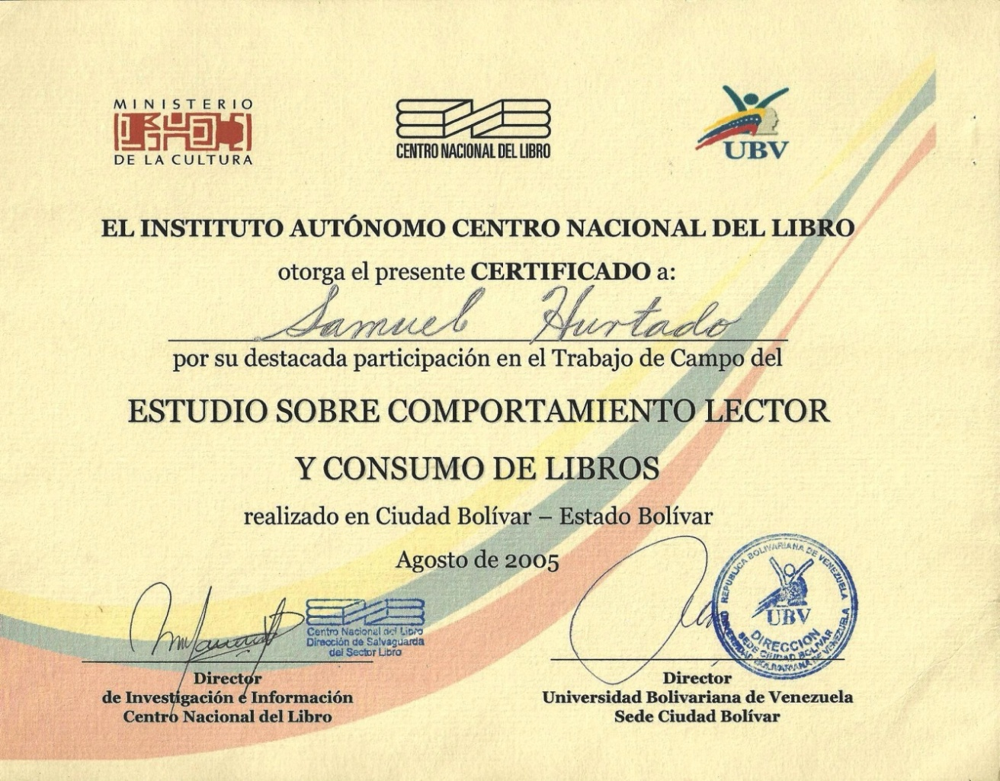 MINISTERIO
DE LA CULTURA
CENTRO NACIONAL DEL LIBRO
UBV
EL INSTITUTO AUTÓNOMO CENTRO NACIONAL DEL LIBRO
otorga el presente CERTIFICADO a:
Samuel Hurtado
por su destacada participación en el Trabajo de Campo del
ESTUDIO SOBRE COMPORTAMIENTO LECTOR
Y CONSUMO DE LIBROS
realizado en Ciudad Bolívar – Estado Bolívar
Agosto de 2005
Centro Nacional del Libro
Dirección de Salvaguarda
del Sector Libro
REPUBLICA BOLIVARIANA DE VENEZUELA
UBV
DIRECCION
SEDE CIUDAD BOLIVAR
UNIVERSIDAD BOLIVARIANA DE VENEZUELA
Director
de Investigación e Información
Centro Nacional del Libro
Director
Universidad Bolivariana de Venezuela
Sede Ciudad Bolívar